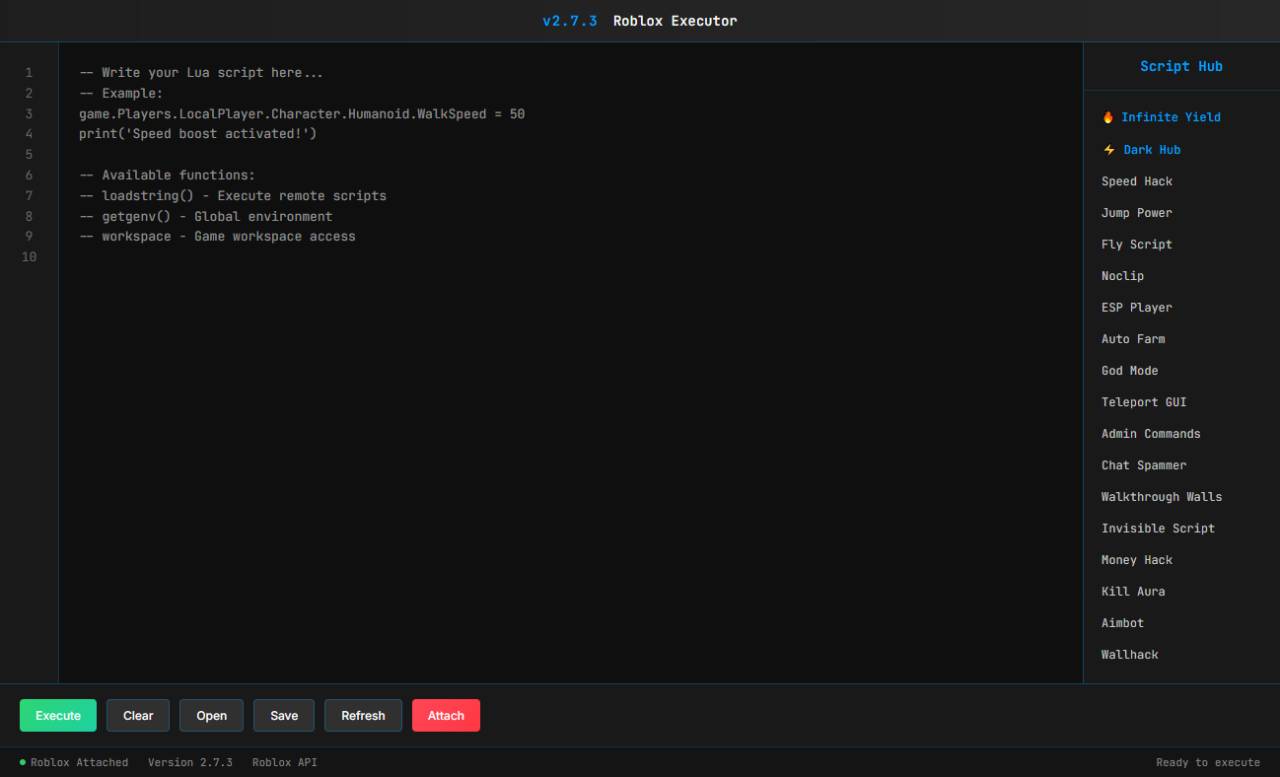 v2.7.3 Roblox Executor
1 -- Write your Lua script here...
2 -- Example:
3 game.Players.LocalPlayer.Character.Humanoid.WalkSpeed = 50
4 print('Speed boost activated!')
5
6 -- Available functions:
7 -- loadstring() - Execute remote scripts
8 -- getgenv() - Global environment
9 -- workspace - Game workspace access
10
Script Hub
🔥 Infinite Yield
⚡ Dark Hub
Speed Hack
Jump Power
Fly Script
Noclip
ESP Player
Auto Farm
God Mode
Teleport GUI
Admin Commands
Chat Spammer
Walkthrough Walls
Invisible Script
Money Hack
Kill Aura
Aimbot
Wallhack
Execute Clear Open Save Refresh Attach
Roblox Attached Version 2.7.3 Roblox API Ready to execute